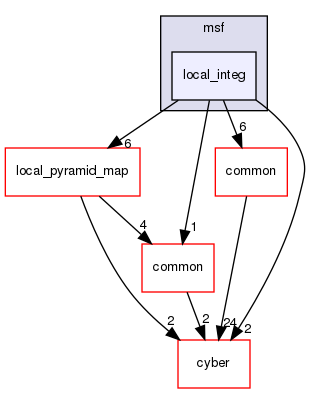 msf
local_integ
6
6
local_pyramid_map
common
4
1
common
2
2
24
2
cyber